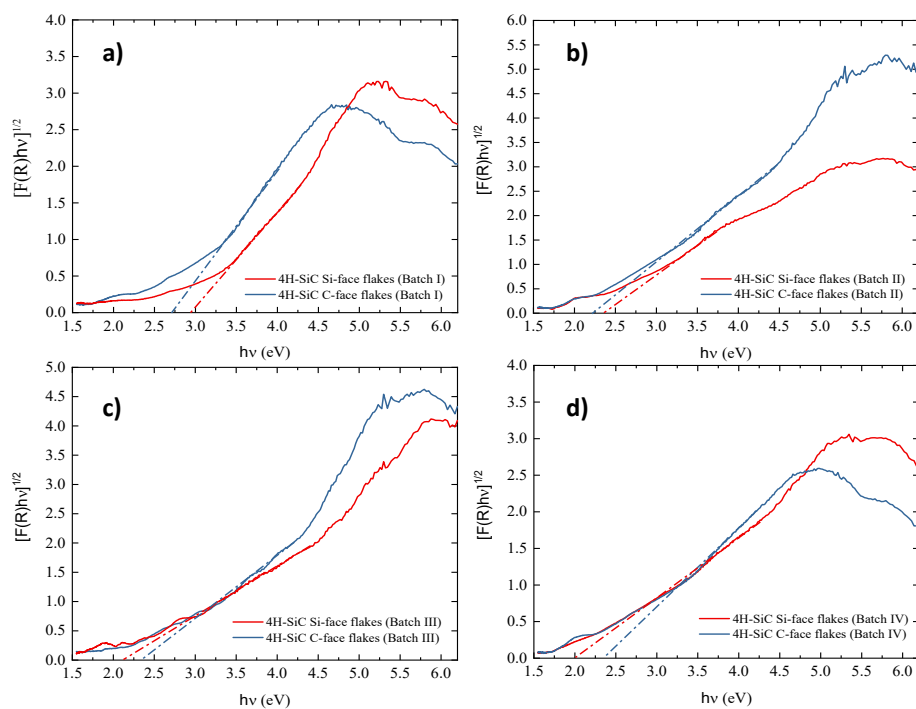 a)
4.0
3.5
3.0
2.5
2.0
1.5
1.0
0.5
0.0
[F(R)hν]^1/2
4H-SiC Si-face flakes (Batch I)
4H-SiC C-face flakes (Batch I)
1.5 2.0 2.5 3.0 3.5 4.0 4.5 5.0 5.5 6.0
hν (eV)
b)
6.0
5.5
5.0
4.5
4.0
3.5
3.0
2.5
2.0
1.5
1.0
0.5
0.0
[F(R)hν]^1/2
4H-SiC Si-face flakes (Batch II)
4H-SiC C-face flakes (Batch II)
1.5 2.0 2.5 3.0 3.5 4.0 4.5 5.0 5.5 6.0
hν (eV)
c)
5.0
4.5
4.0
3.5
3.0
2.5
2.0
1.5
1.0
0.5
0.0
[F(R)hν]^1/2
4H-SiC Si-face flakes (Batch III)
4H-SiC C-face flakes (Batch III)
1.5 2.0 2.5 3.0 3.5 4.0 4.5 5.0 5.5 6.0
hν (eV)
d)
4.0
3.5
3.0
2.5
2.0
1.5
1.0
0.5
0.0
[F(R)hν]^1/2
4H-SiC Si-face flakes (Batch IV)
4H-SiC C-face flakes (Batch IV)
1.5 2.0 2.5 3.0 3.5 4.0 4.5 5.0 5.5 6.0
hν (eV)